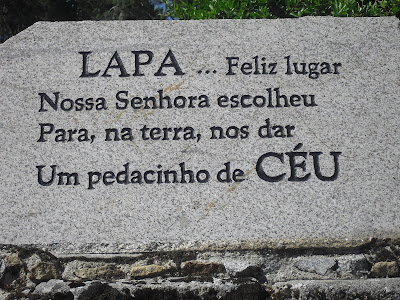 LAPA ... Feliz lugar
Nossa Senhora escolheu
Para, na terra, nos dar
Um pedacinho de CÉU